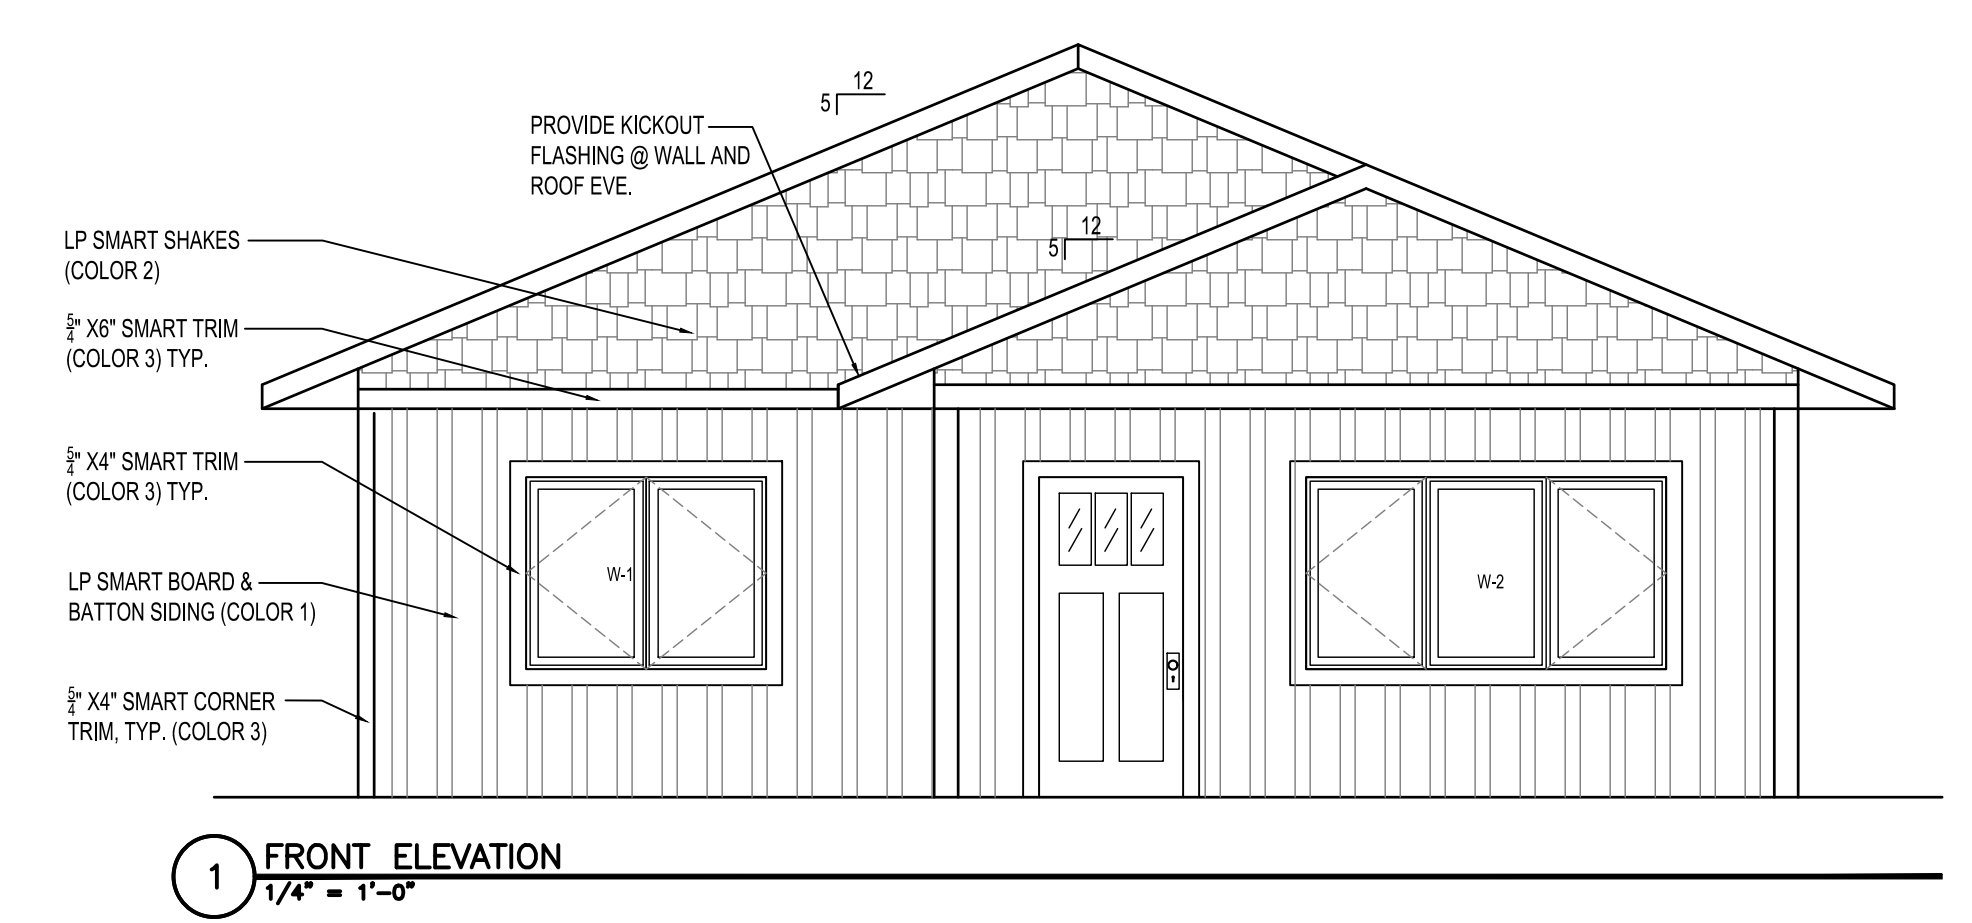 12
5
PROVIDE KICKOUT
FLASHING @ WALL AND
ROOF EVE.
12
5
LP SMART SHAKES
(COLOR 2)
5/4" X6" SMART TRIM
(COLOR 3) TYP.
5/4" X4" SMART TRIM
(COLOR 3) TYP.
LP SMART BOARD &
BATTON SIDING (COLOR 1)
5/4" X4" SMART CORNER
TRIM, TYP. (COLOR 3)
W-1
W-2
1
FRONT ELEVATION
1/4" = 1'-0"